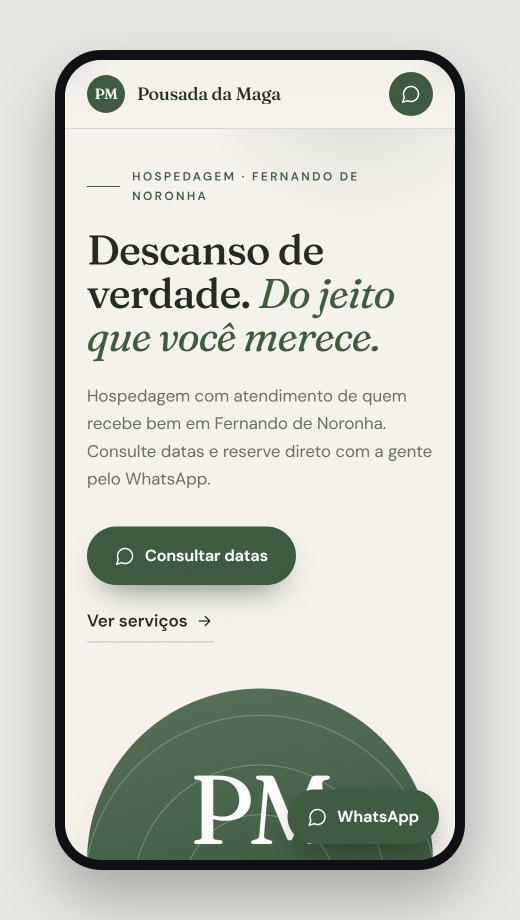 PM Pousada da Maga
HOSPEDAGEM · FERNANDO DE
NORONHA
Descanso de
verdade. Do jeito
que você merece.
Hospedagem com atendimento de quem
recebe bem em Fernando de Noronha.
Consulte datas e reserve direto com a gente
pelo WhatsApp.
Consultar datas
Ver serviços →
PM
WhatsApp